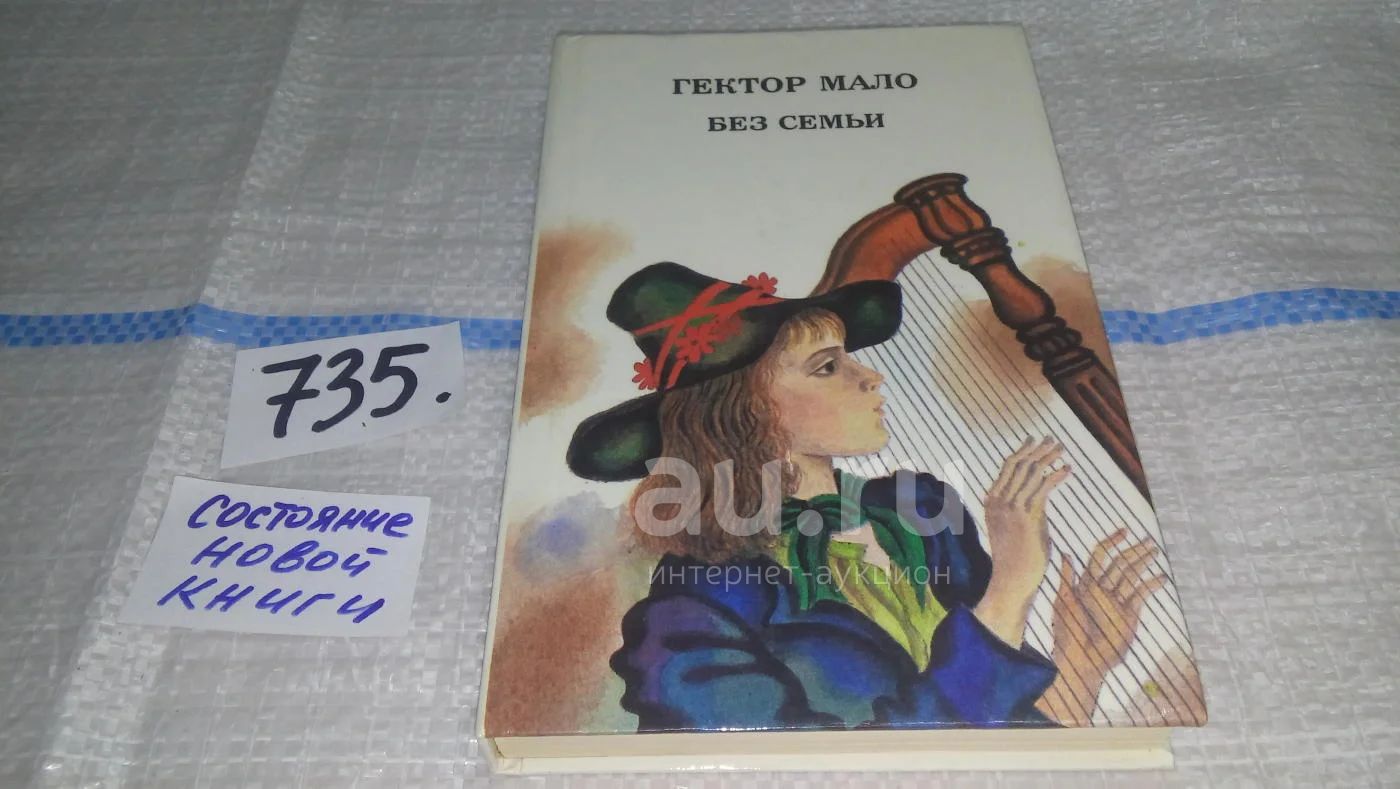 ГЕКТОР МАЛО
БЕЗ СЕМЬИ
735.
состояние
новой
книги
au.ru
интернет-аукцион